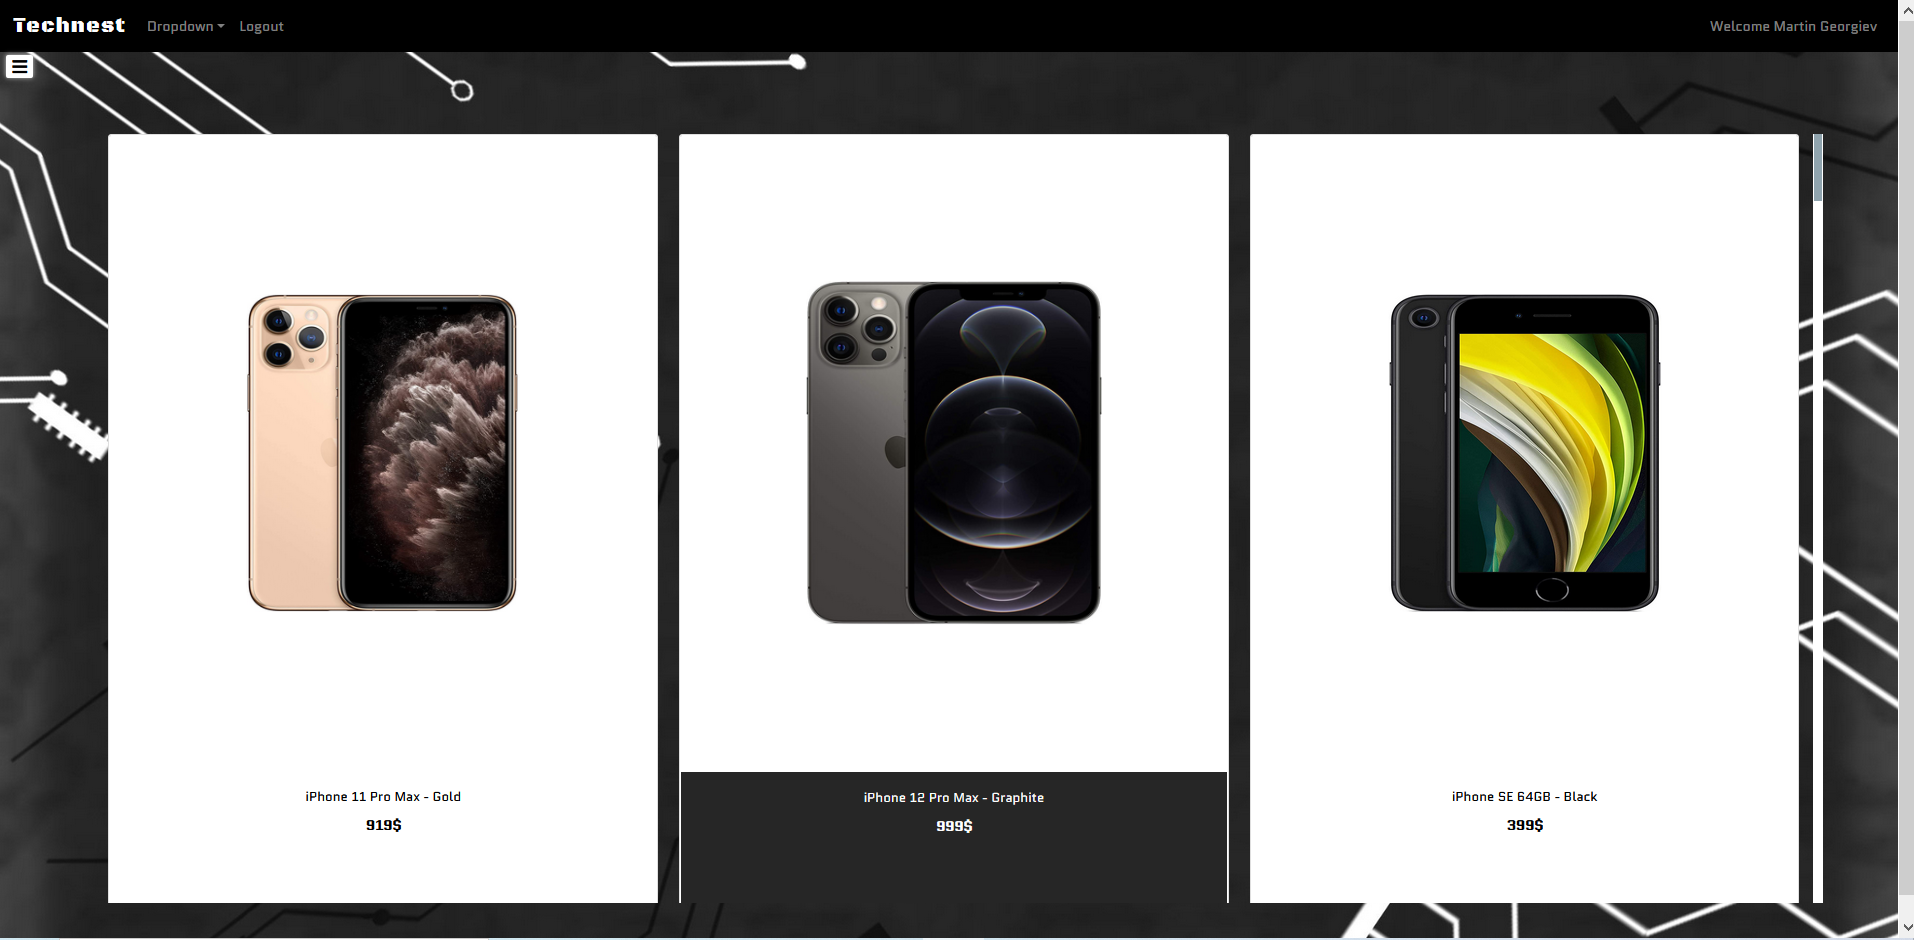 Technest
Dropdown
Logout
Welcome Martin Georgiev
iPhone 11 Pro Max - Gold
919$
iPhone 12 Pro Max - Graphite
999$
iPhone SE 64GB - Black
399$